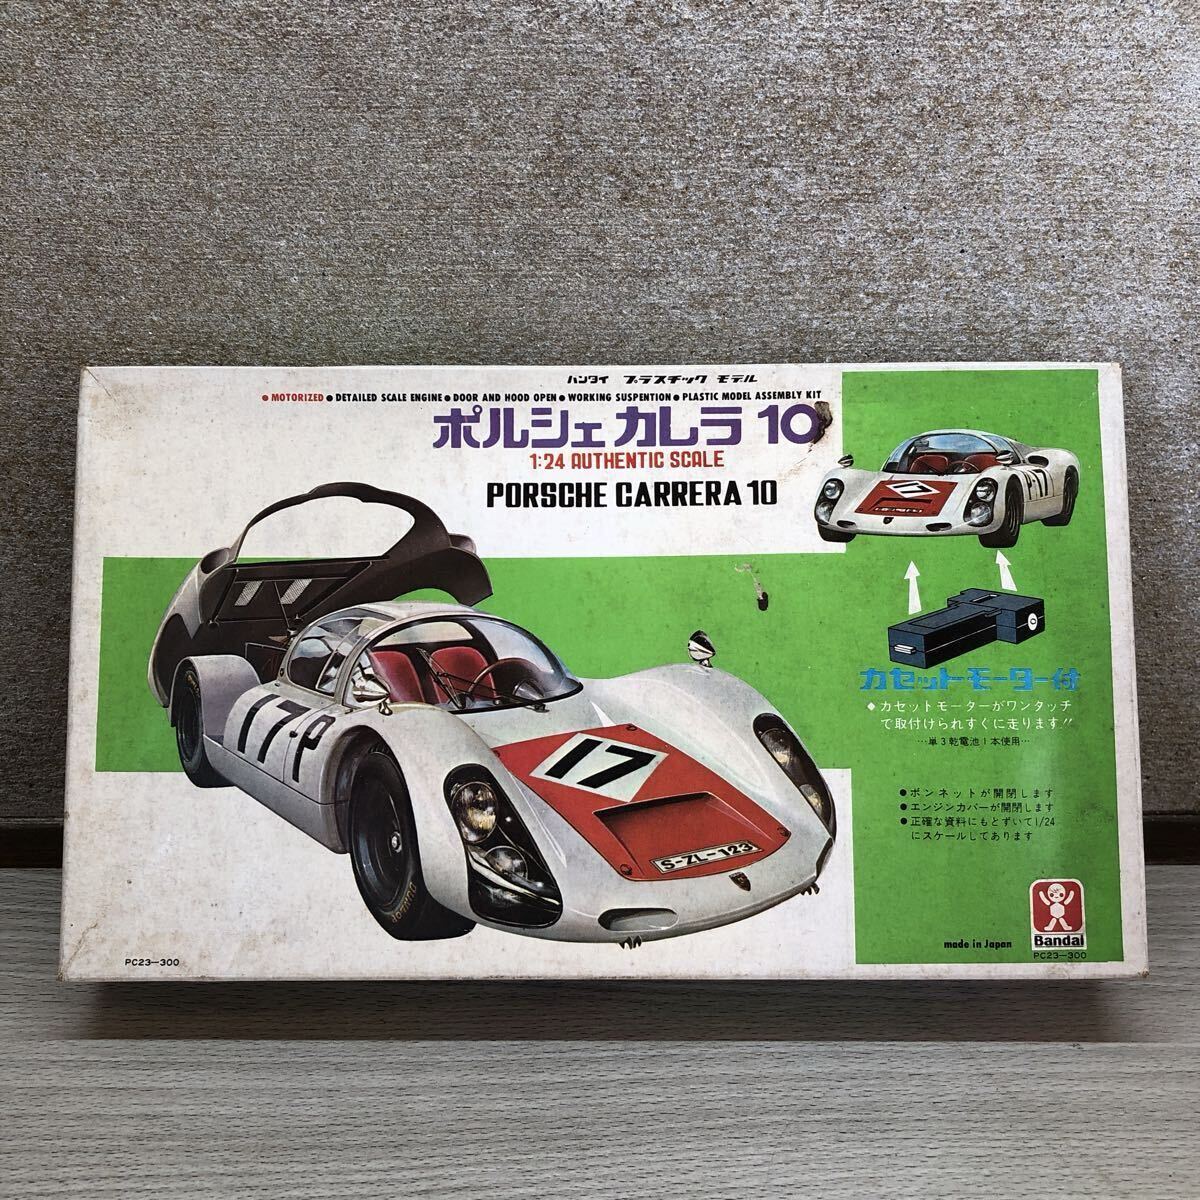 バンダイ プラスチック モデル
● MOTORIZED ● DETAILED SCALE ENGINE ● DOOR AND HOOD OPEN ● WORKING SUSPENTION ● PLASTIC MODEL ASSEMBLY KIT
ポルシェ カレラ 10
1:24 AUTHENTIC SCALE
PORSCHE CARRERA 10
17
P-17
17-P
17
S-ZL-123
DUNLOP
カセットモーター付
◆ カセットモーターがワンタッチ
で取付けられすぐに走ります!!
…単3乾電池1本使用…
● ボンネットが開閉します
● エンジンカバーが開閉します
● 正確な資料にもとずいて1/24
にスケールしてあります
made in Japan
Bandai
PC23-300
PC23-300